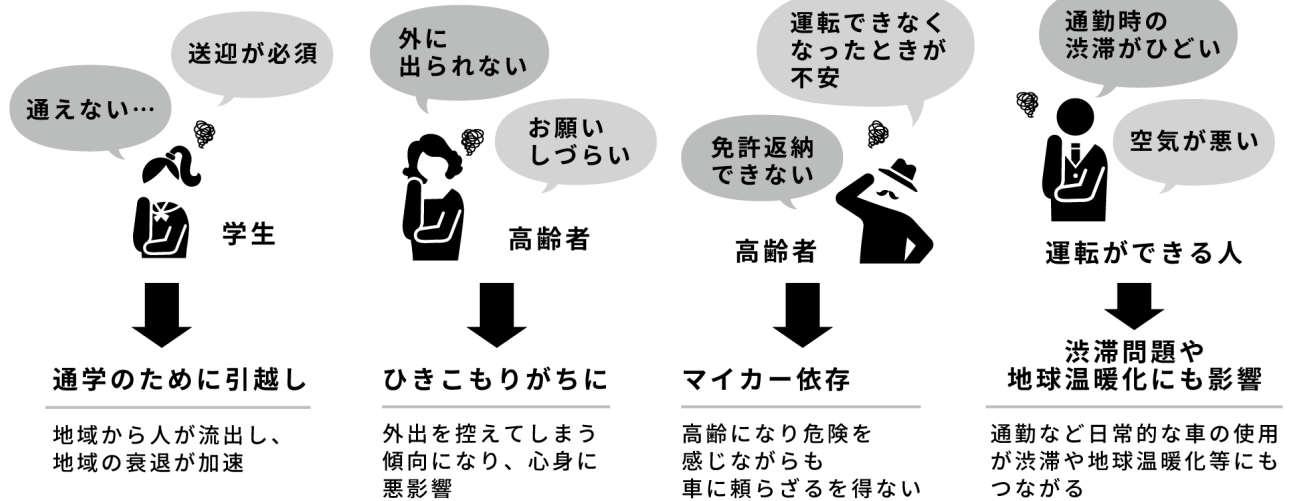 送迎が必須
通えない…
学生
通学のために引越し
地域から人が流出し、
地域の衰退が加速
外に
出られない
お願い
しづらい
高齢者
ひきこもりがちに
外出を控えてしまう
傾向になり、心身に
悪影響
運転できなく
なったときが
不安
免許返納
できない
高齢者
マイカー依存
高齢になり危険を
感じながらも
車に頼らざるを得ない
通勤時の
渋滞がひどい
空気が悪い
運転ができる人
渋滞問題や
地球温暖化にも影響
通勤など日常的な車の使用
が渋滞や地球温暖化等にも
つながる